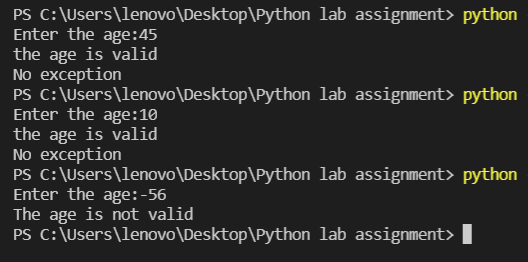 PS C:\Users\lenovo\Desktop\Python lab assignment> python
Enter the age:45
the age is valid
No exception
PS C:\Users\lenovo\Desktop\Python lab assignment> python
Enter the age:10
the age is valid
No exception
PS C:\Users\lenovo\Desktop\Python lab assignment> python
Enter the age:-56
The age is not valid
PS C:\Users\lenovo\Desktop\Python lab assignment>